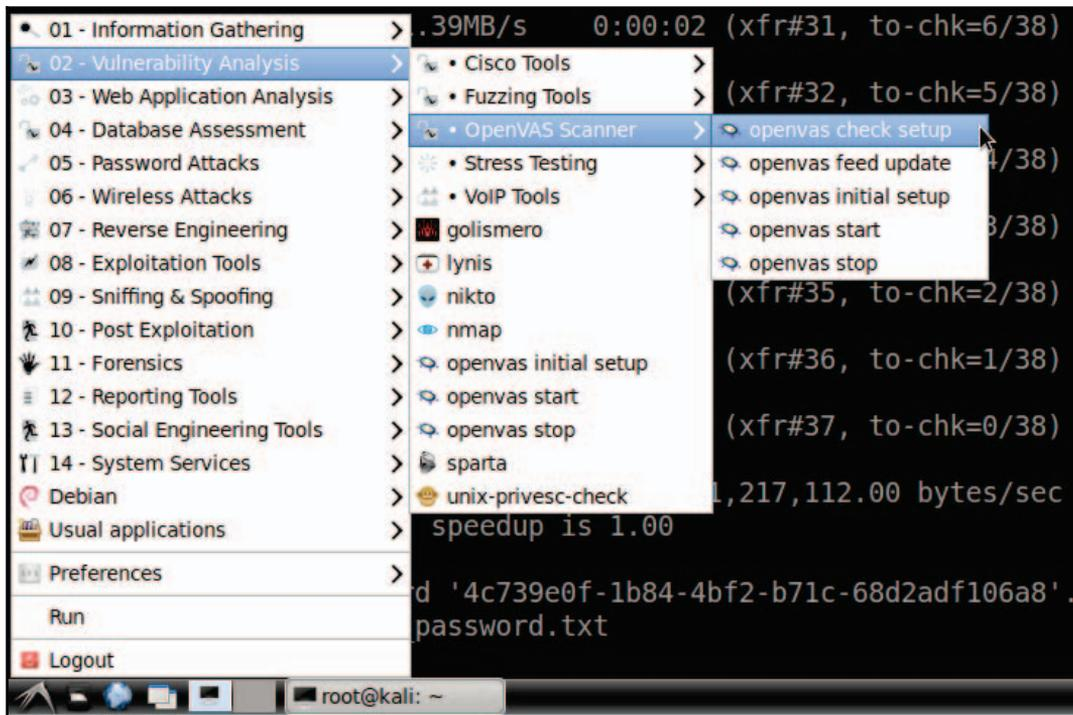 01 - Information Gathering
02 - Vulnerability Analysis
03 - Web Application Analysis
04 - Database Assessment
05 - Password Attacks
06 - Wireless Attacks
07 - Reverse Engineering
08 - Exploitation Tools
09 - Sniffing & Spoofing
10 - Post Exploitation
11 - Forensics
12 - Reporting Tools
13 - Social Engineering Tools
14 - System Services
Debian
Usual applications
Preferences
Run
Logout
• Cisco Tools
• Fuzzing Tools
• OpenVAS Scanner
• Stress Testing
• VoIP Tools
golismero
lynis
nikto
nmap
openvas initial setup
openvas start
openvas stop
sparta
unix-privesc-check
openvas check setup
openvas feed update
openvas initial setup
openvas start
openvas stop
.39MB/s 0:00:02 (xfr#31, to-chk=6/38)
(xfr#32, to-chk=5/38)
4/38)
3/38)
(xfr#35, to-chk=2/38)
(xfr#36, to-chk=1/38)
(xfr#37, to-chk=0/38)
1,217,112.00 bytes/sec
speedup is 1.00
rd '4c739e0f-1b84-4bf2-b71c-68d2adf106a8'.
password.txt
root@kali: ~